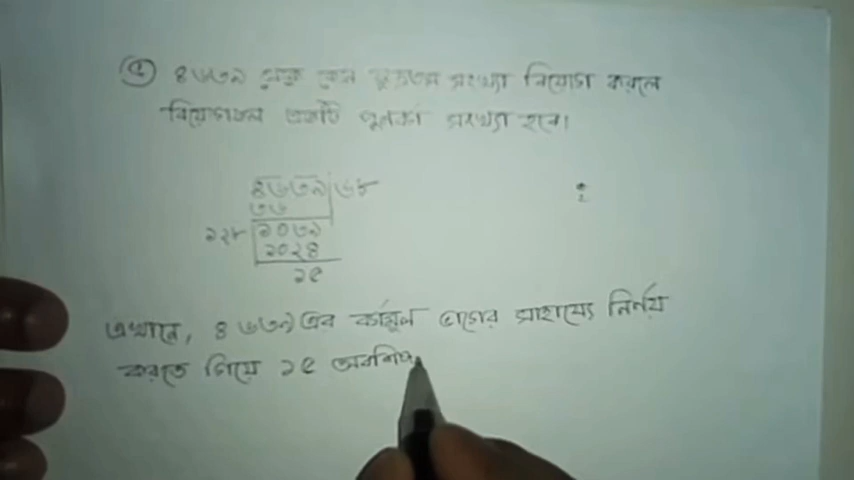 ৫ ৪৬৩৯ থেকে কোন ক্ষুদ্রতম সংখ্যা বিয়োগ করলে
বিয়োগফল একটি পূর্ণবর্গ সংখ্যা হবে।
৪৬৩৯ ৬৮
৩৬
১২৮ ১০৩৯
১০২৪
১৫
এখানে, ৪৬৩৯ এর বর্গমূল ভাগের সাহায্যে নির্ণয়
করতে গিয়ে ১৫ অবশিষ